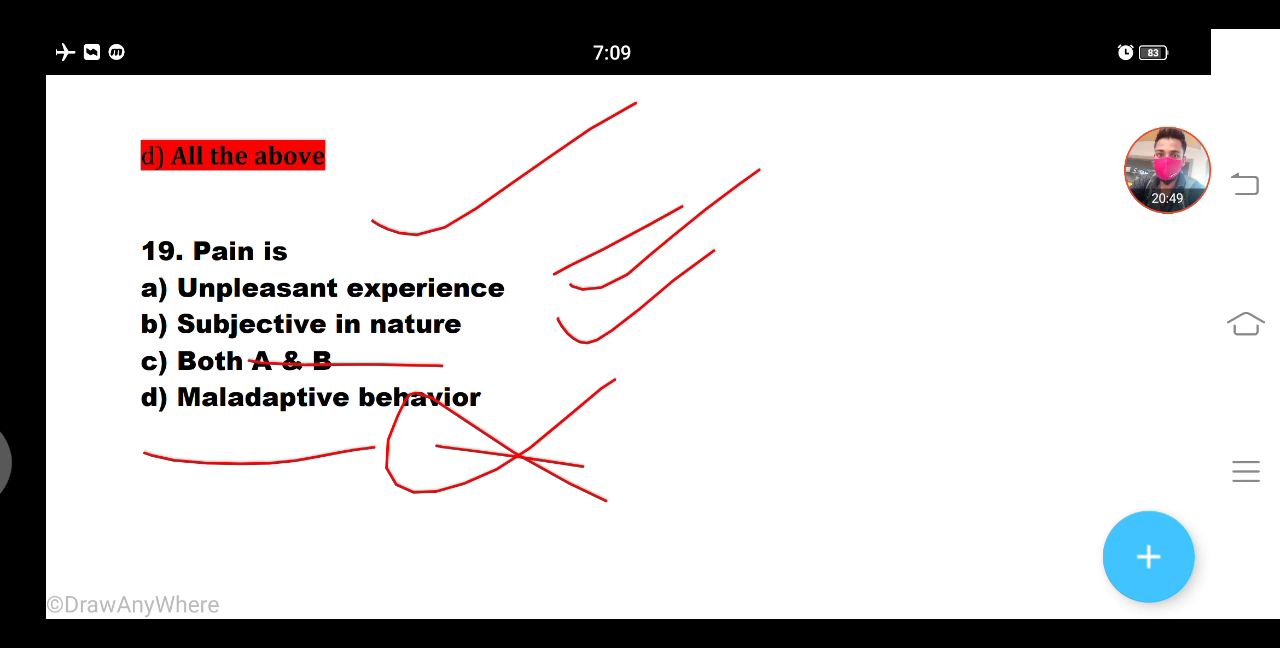 7:09
83
d) All the above
20:49
19. Pain is
a) Unpleasant experience
b) Subjective in nature
c) Both A & B
d) Maladaptive behavior
©DrawAnyWhere